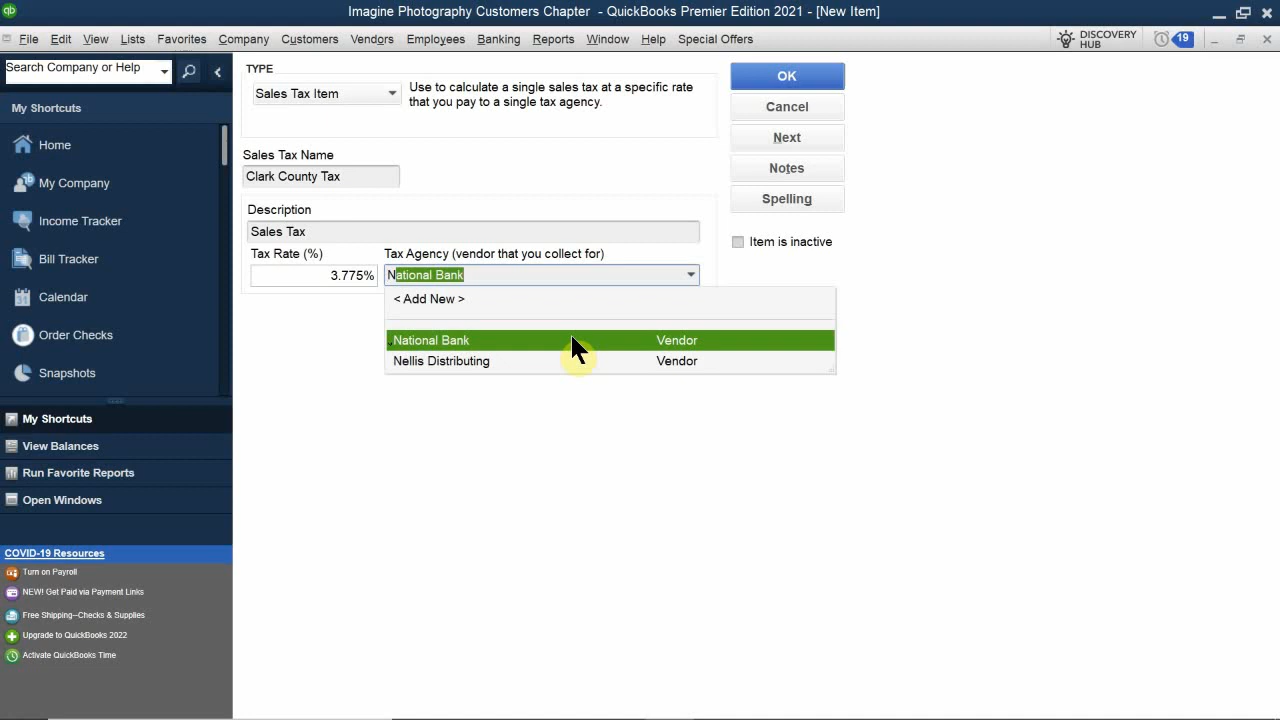 qb Imagine Photography Customers Chapter - QuickBooks Premier Edition 2021 - [New Item]
File Edit View Lists Favorites Company Customers Vendors Employees Banking Reports Window Help Special Offers DISCOVERY HUB 19
Search Company or Help
My Shortcuts
Home
My Company
Income Tracker
Bill Tracker
Calendar
Order Checks
Snapshots
My Shortcuts
View Balances
Run Favorite Reports
Open Windows
COVID-19 Resources
Turn on Payroll
NEW! Get Paid via Payment Links
Free Shipping--Checks & Supplies
Upgrade to QuickBooks 2022
Activate QuickBooks Time
TYPE
Sales Tax Item
Use to calculate a single sales tax at a specific rate
that you pay to a single tax agency.
Sales Tax Name
Clark County Tax
Description
Sales Tax
Tax Rate (%) Tax Agency (vendor that you collect for)
3.775% National Bank
< Add New >
National Bank Vendor
Nellis Distributing Vendor
OK
Cancel
Next
Notes
Spelling
Item is inactive